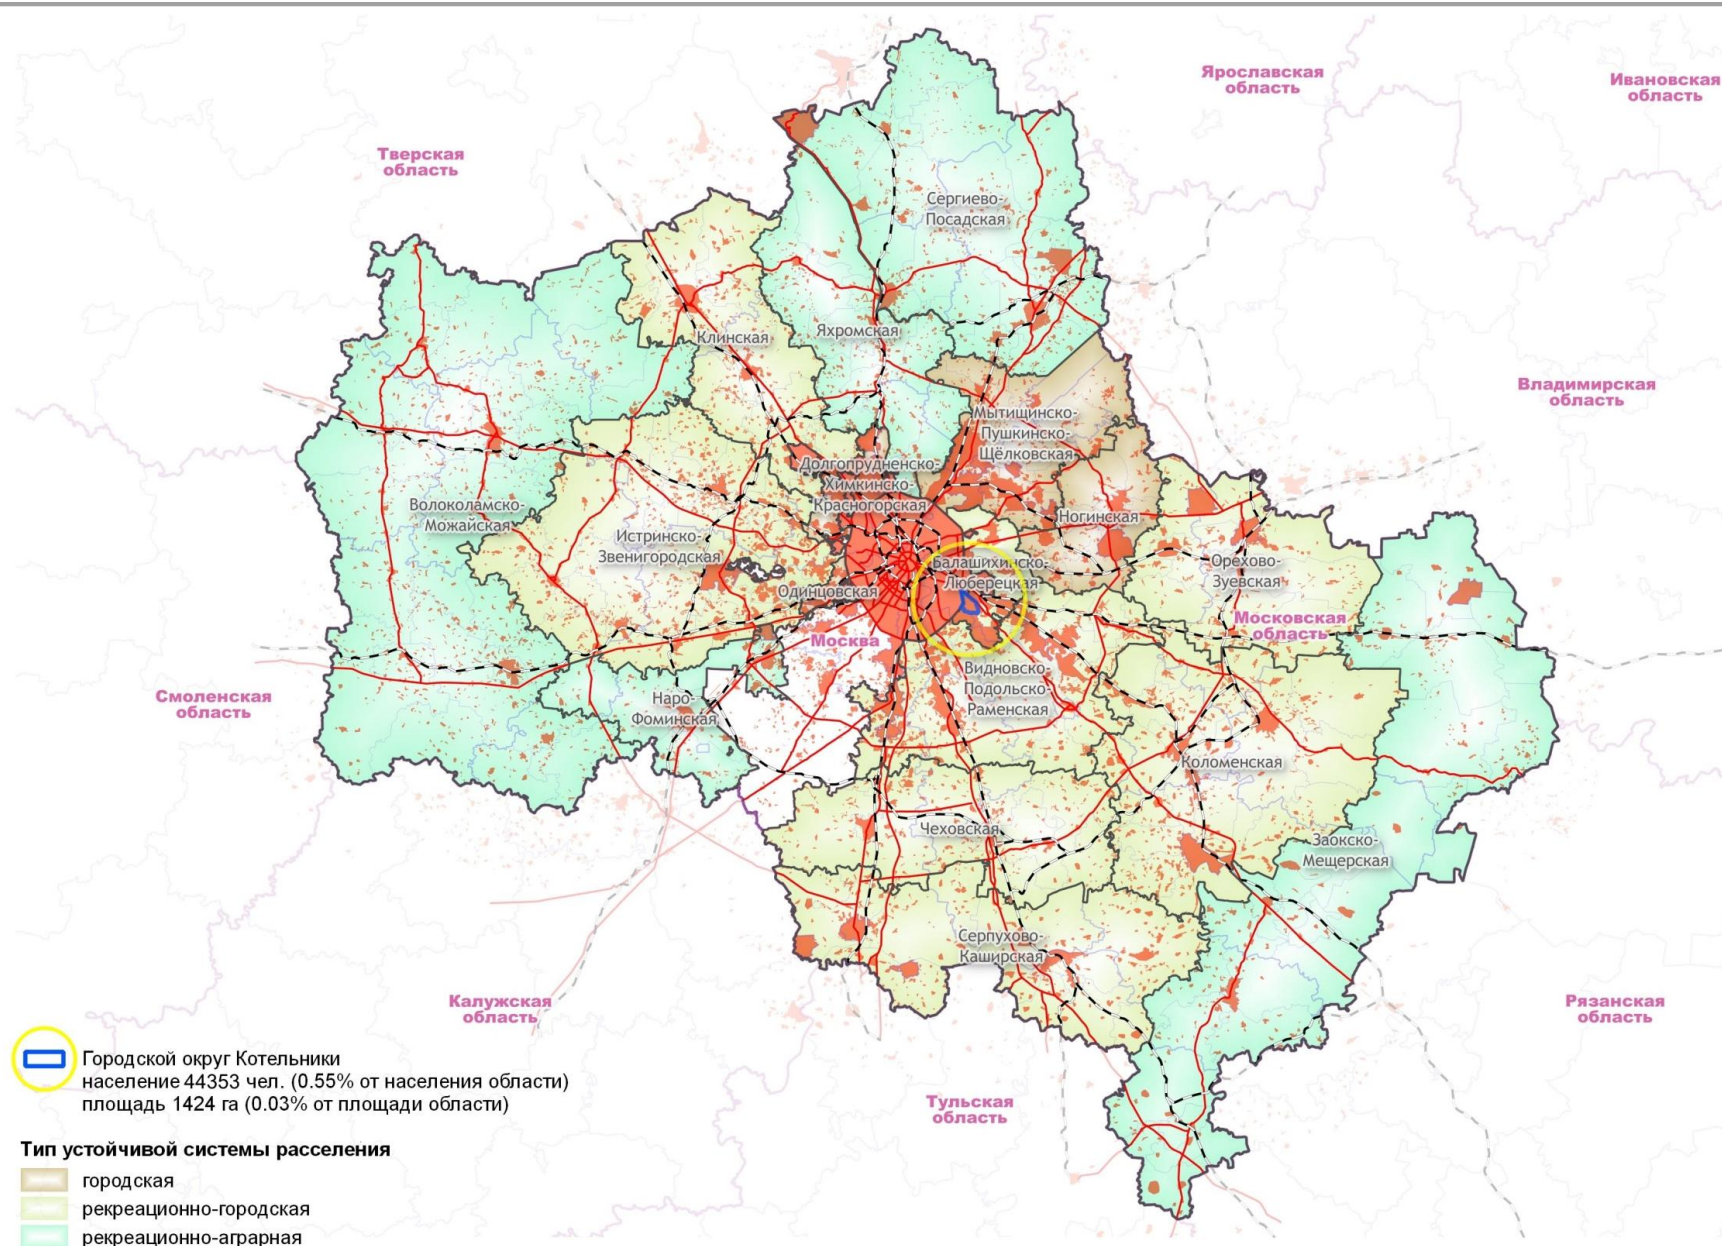 Ярославская
область
Ивановская
область
Тверская
область
Сергиево-
Посадская
Клинская
Яхромская
Владимирская
область
Мытищинско-
Пушкинско-
Щёлковская
Долгопрудненско-
Химкинско-
Красногорская
Волоколамско-
Можайская
Ногинская
Истринско-
Звенигородская
Орехово-
Зуевская
Балашихинско-
Люберецкая
Одинцовская
Московская
область
Москва
Видновско-
Подольско-
Раменская
Смоленская
область
Наро-
Фоминская
Коломенская
Чеховская
Заокско-
Мещерская
Серпухово-
Каширская
Калужская
область
Рязанская
область
Тульская
область
Городской округ Котельники
население 44353 чел. (0.55% от населения области)
площадь 1424 га (0.03% от площади области)
Тип устойчивой системы расселения
городская
рекреационно-городская
рекреационно-аграрная